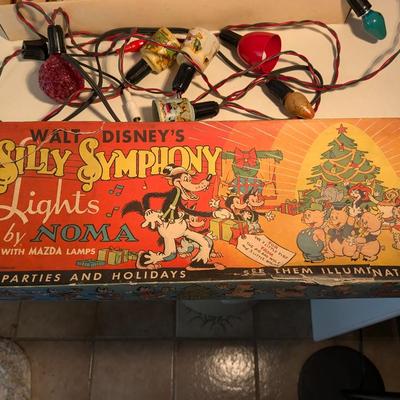 WALT DISNEY'S
SILLY SYMPHONY
Lights
by NOMA
WITH MAZDA LAMPS
PARTIES AND HOLIDAYS
SEE THEM ILLUMINAT